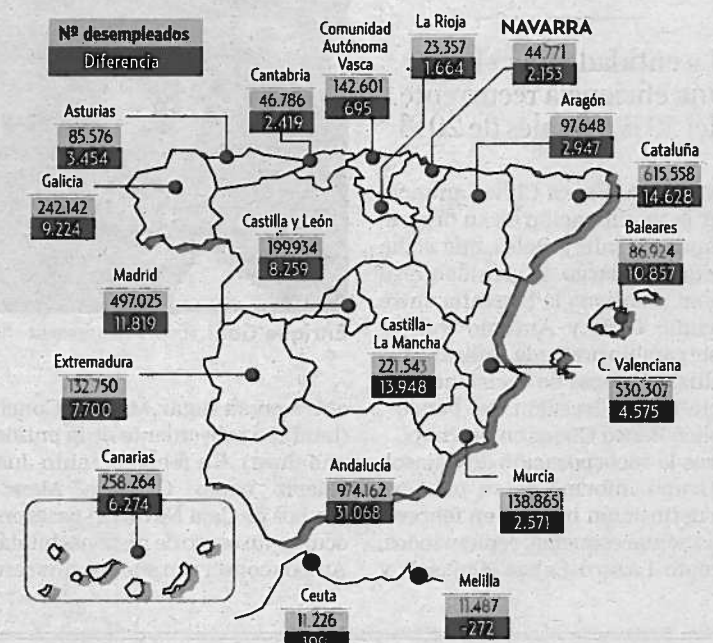 Nº desempleados
Diferencia
Comunidad
Autónoma
Vasca
142.601
695
La Rioja
23.357
1.664
NAVARRA
44.771
2.153
Cantabria
46.786
2.419
Asturias
85.576
3.454
Aragón
97.648
2.947
Cataluña
615.558
14.628
Galicia
242.142
9.224
Castilla y León
199.934
8.259
Baleares
86.924
10.857
Madrid
497.025
11.819
Castilla-
La Mancha
221.543
13.948
Extremadura
132.750
7.700
C. Valenciana
530.307
4.575
Canarias
258.264
6.274
Andalucía
974.162
31.068
Murcia
138.865
2.571
Ceuta
11.226
Melilla
11.487
-272